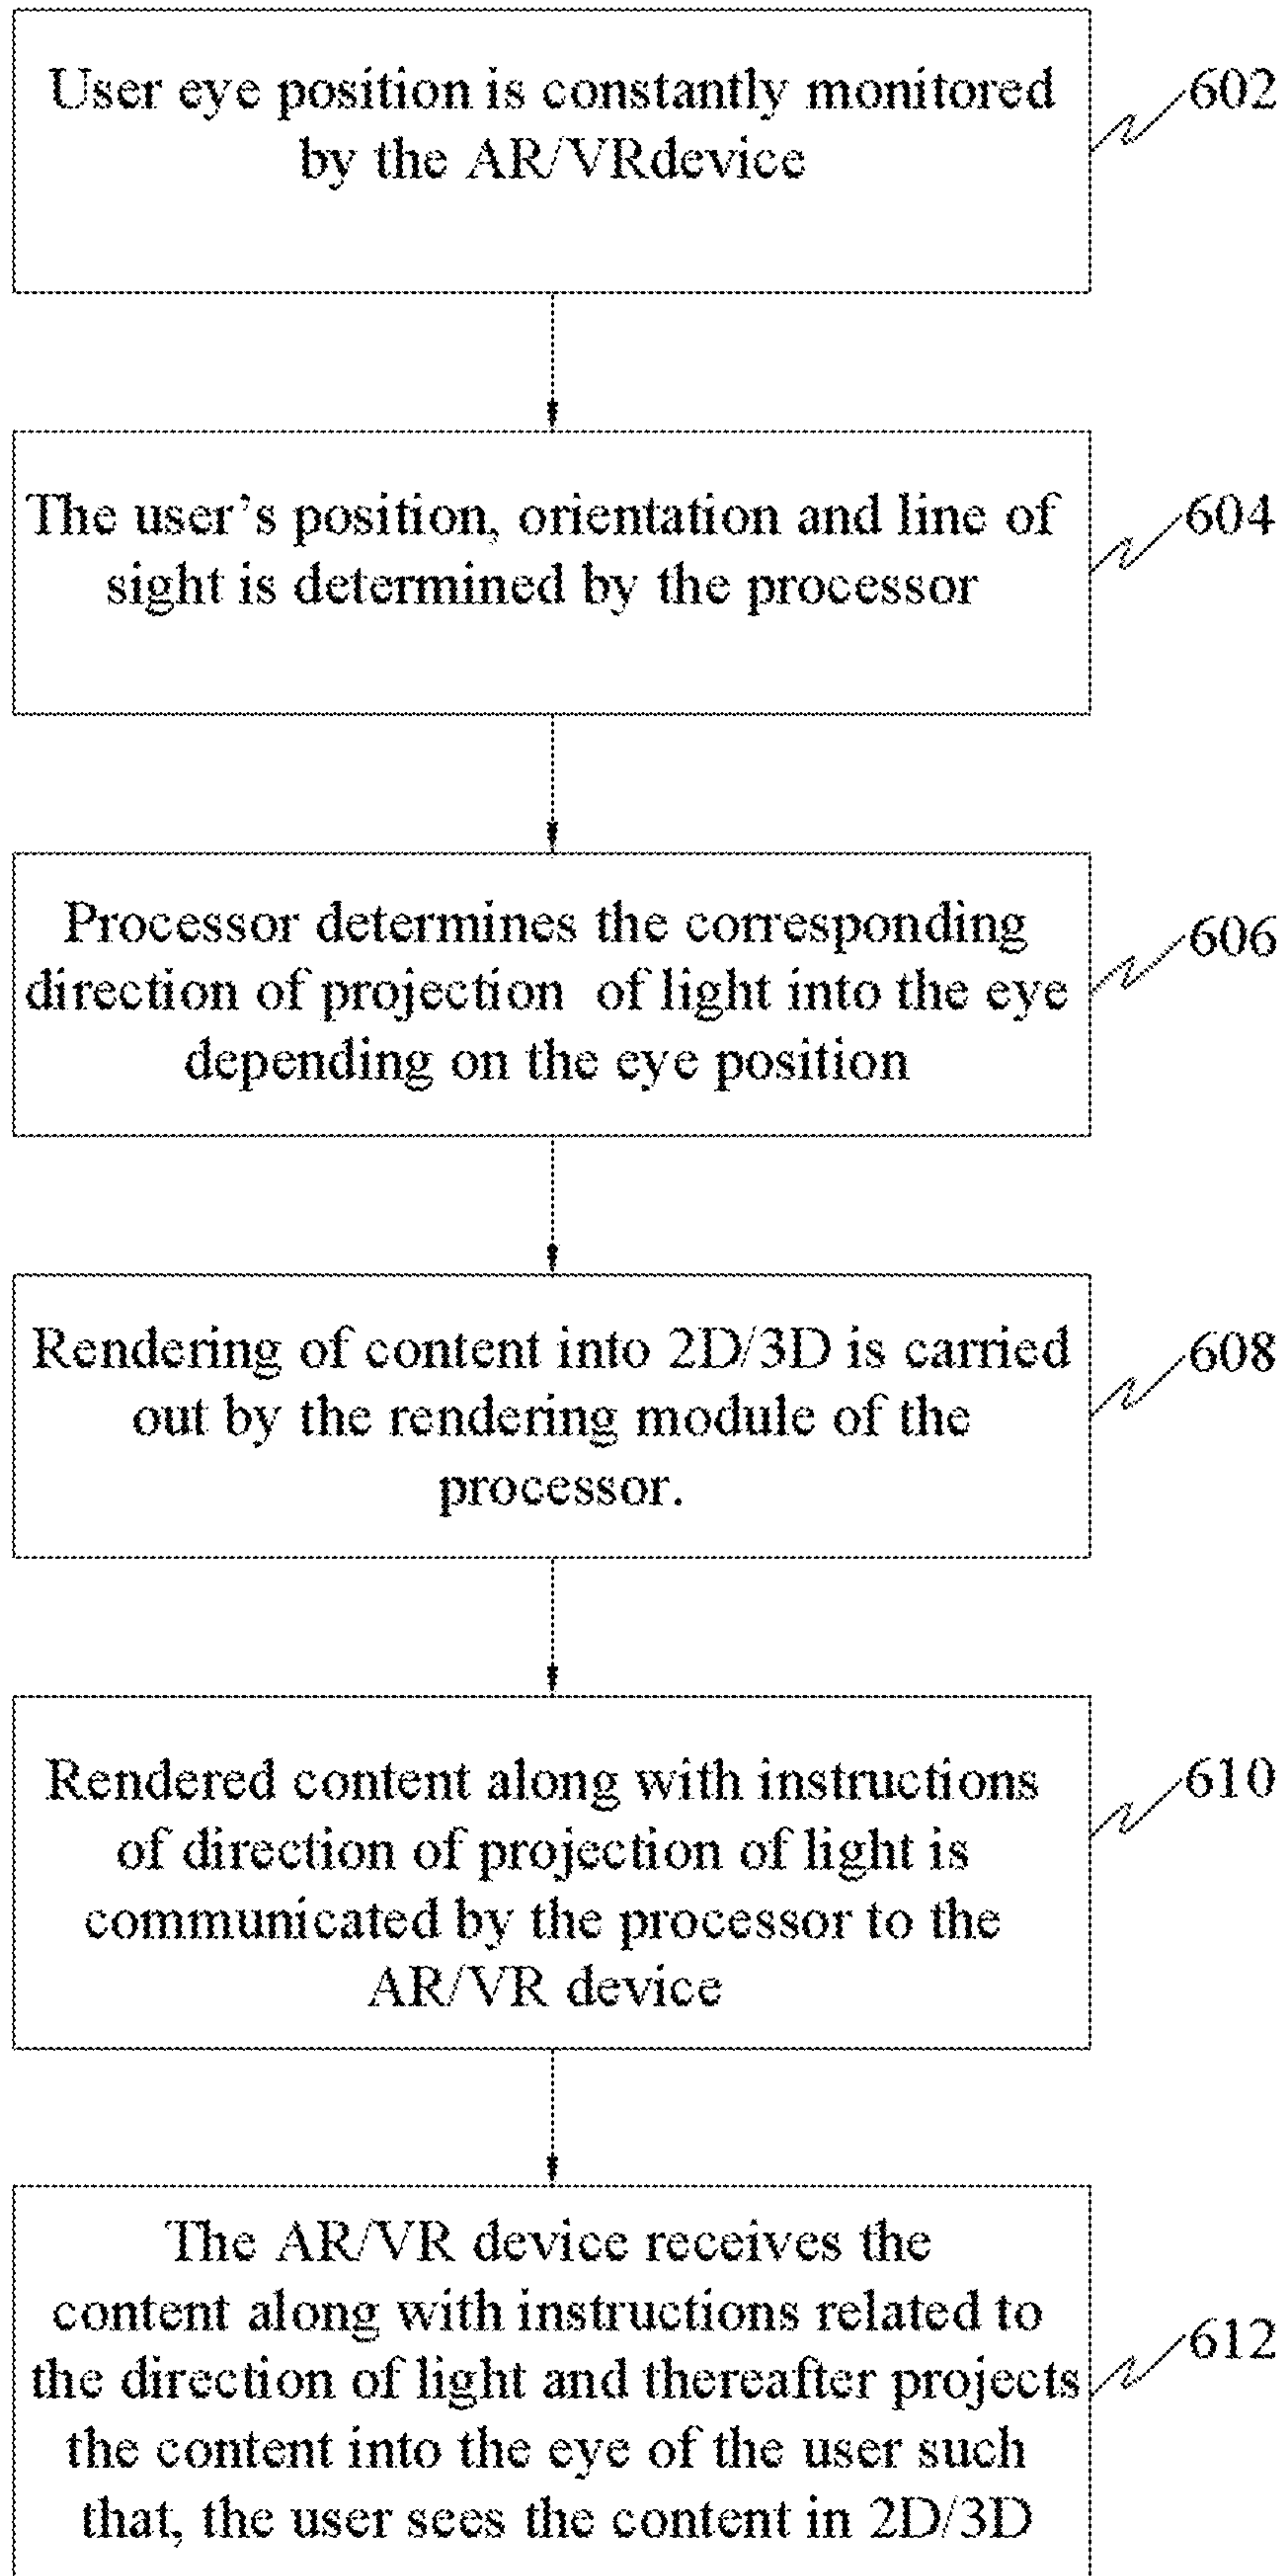 User eye position is constantly monitored
by the AR/VRdevice
602
The user's position, orientation and line of
sight is determined by the processor
604
Processor determines the corresponding
direction of projection of light into the eye
depending on the eye position
606
Rendering of content into 2D/3D is carried
out by the rendering module of the
processor.
608
Rendered content along with instructions
of direction of projection of light is
communicated by the processor to the
AR/VR device
610
The AR/VR device receives the
content along with instructions related to
the direction of light and thereafter projects
the content into the eye of the user such
that, the user sees the content in 2D/3D
612